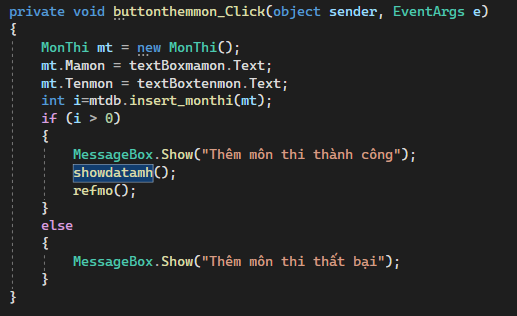 private void buttonthemmon_Click(object sender, EventArgs e)
{
MonThi mt = new MonThi();
mt.Mamon = textBoxmamon.Text;
mt.Tenmon = textBoxtenmon.Text;
int i=mtdb.insert_monthi(mt);
if (i > 0)
{
MessageBox.Show("Thêm môn thi thành công");
showdatamh();
refmo();
}
else
{
MessageBox.Show("Thêm môn thi thất bại");
}
}